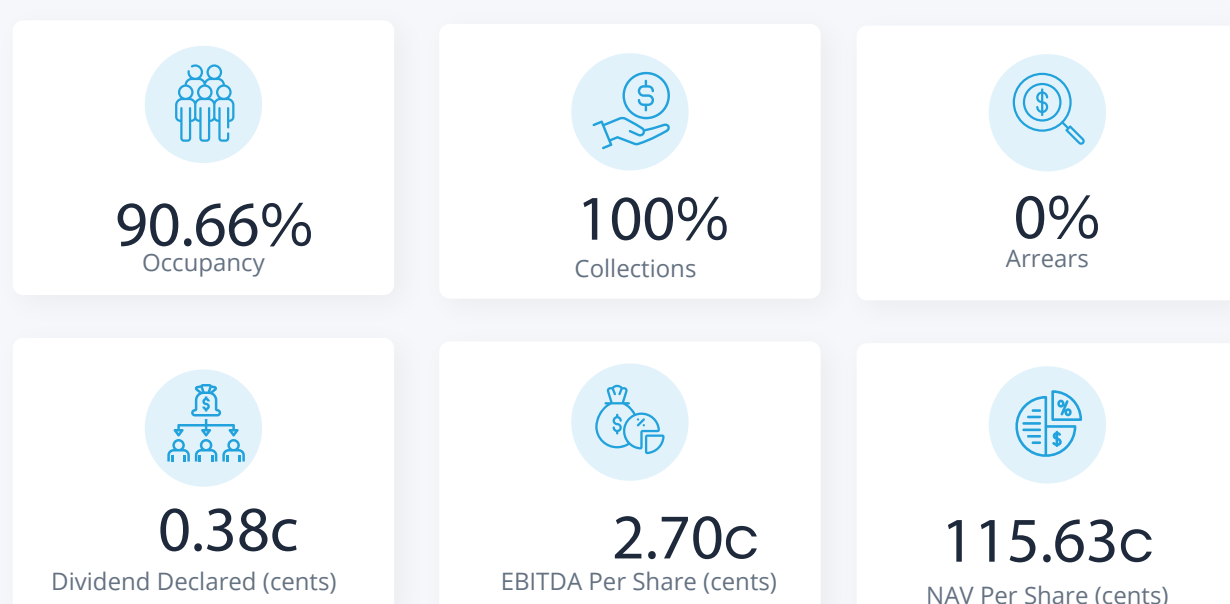 90.66%
Occupancy
100%
Collections
0%
Arrears
0.38c
Dividend Declared (cents)
2.70c
EBITDA Per Share (cents)
115.63c
NAV Per Share (cents)